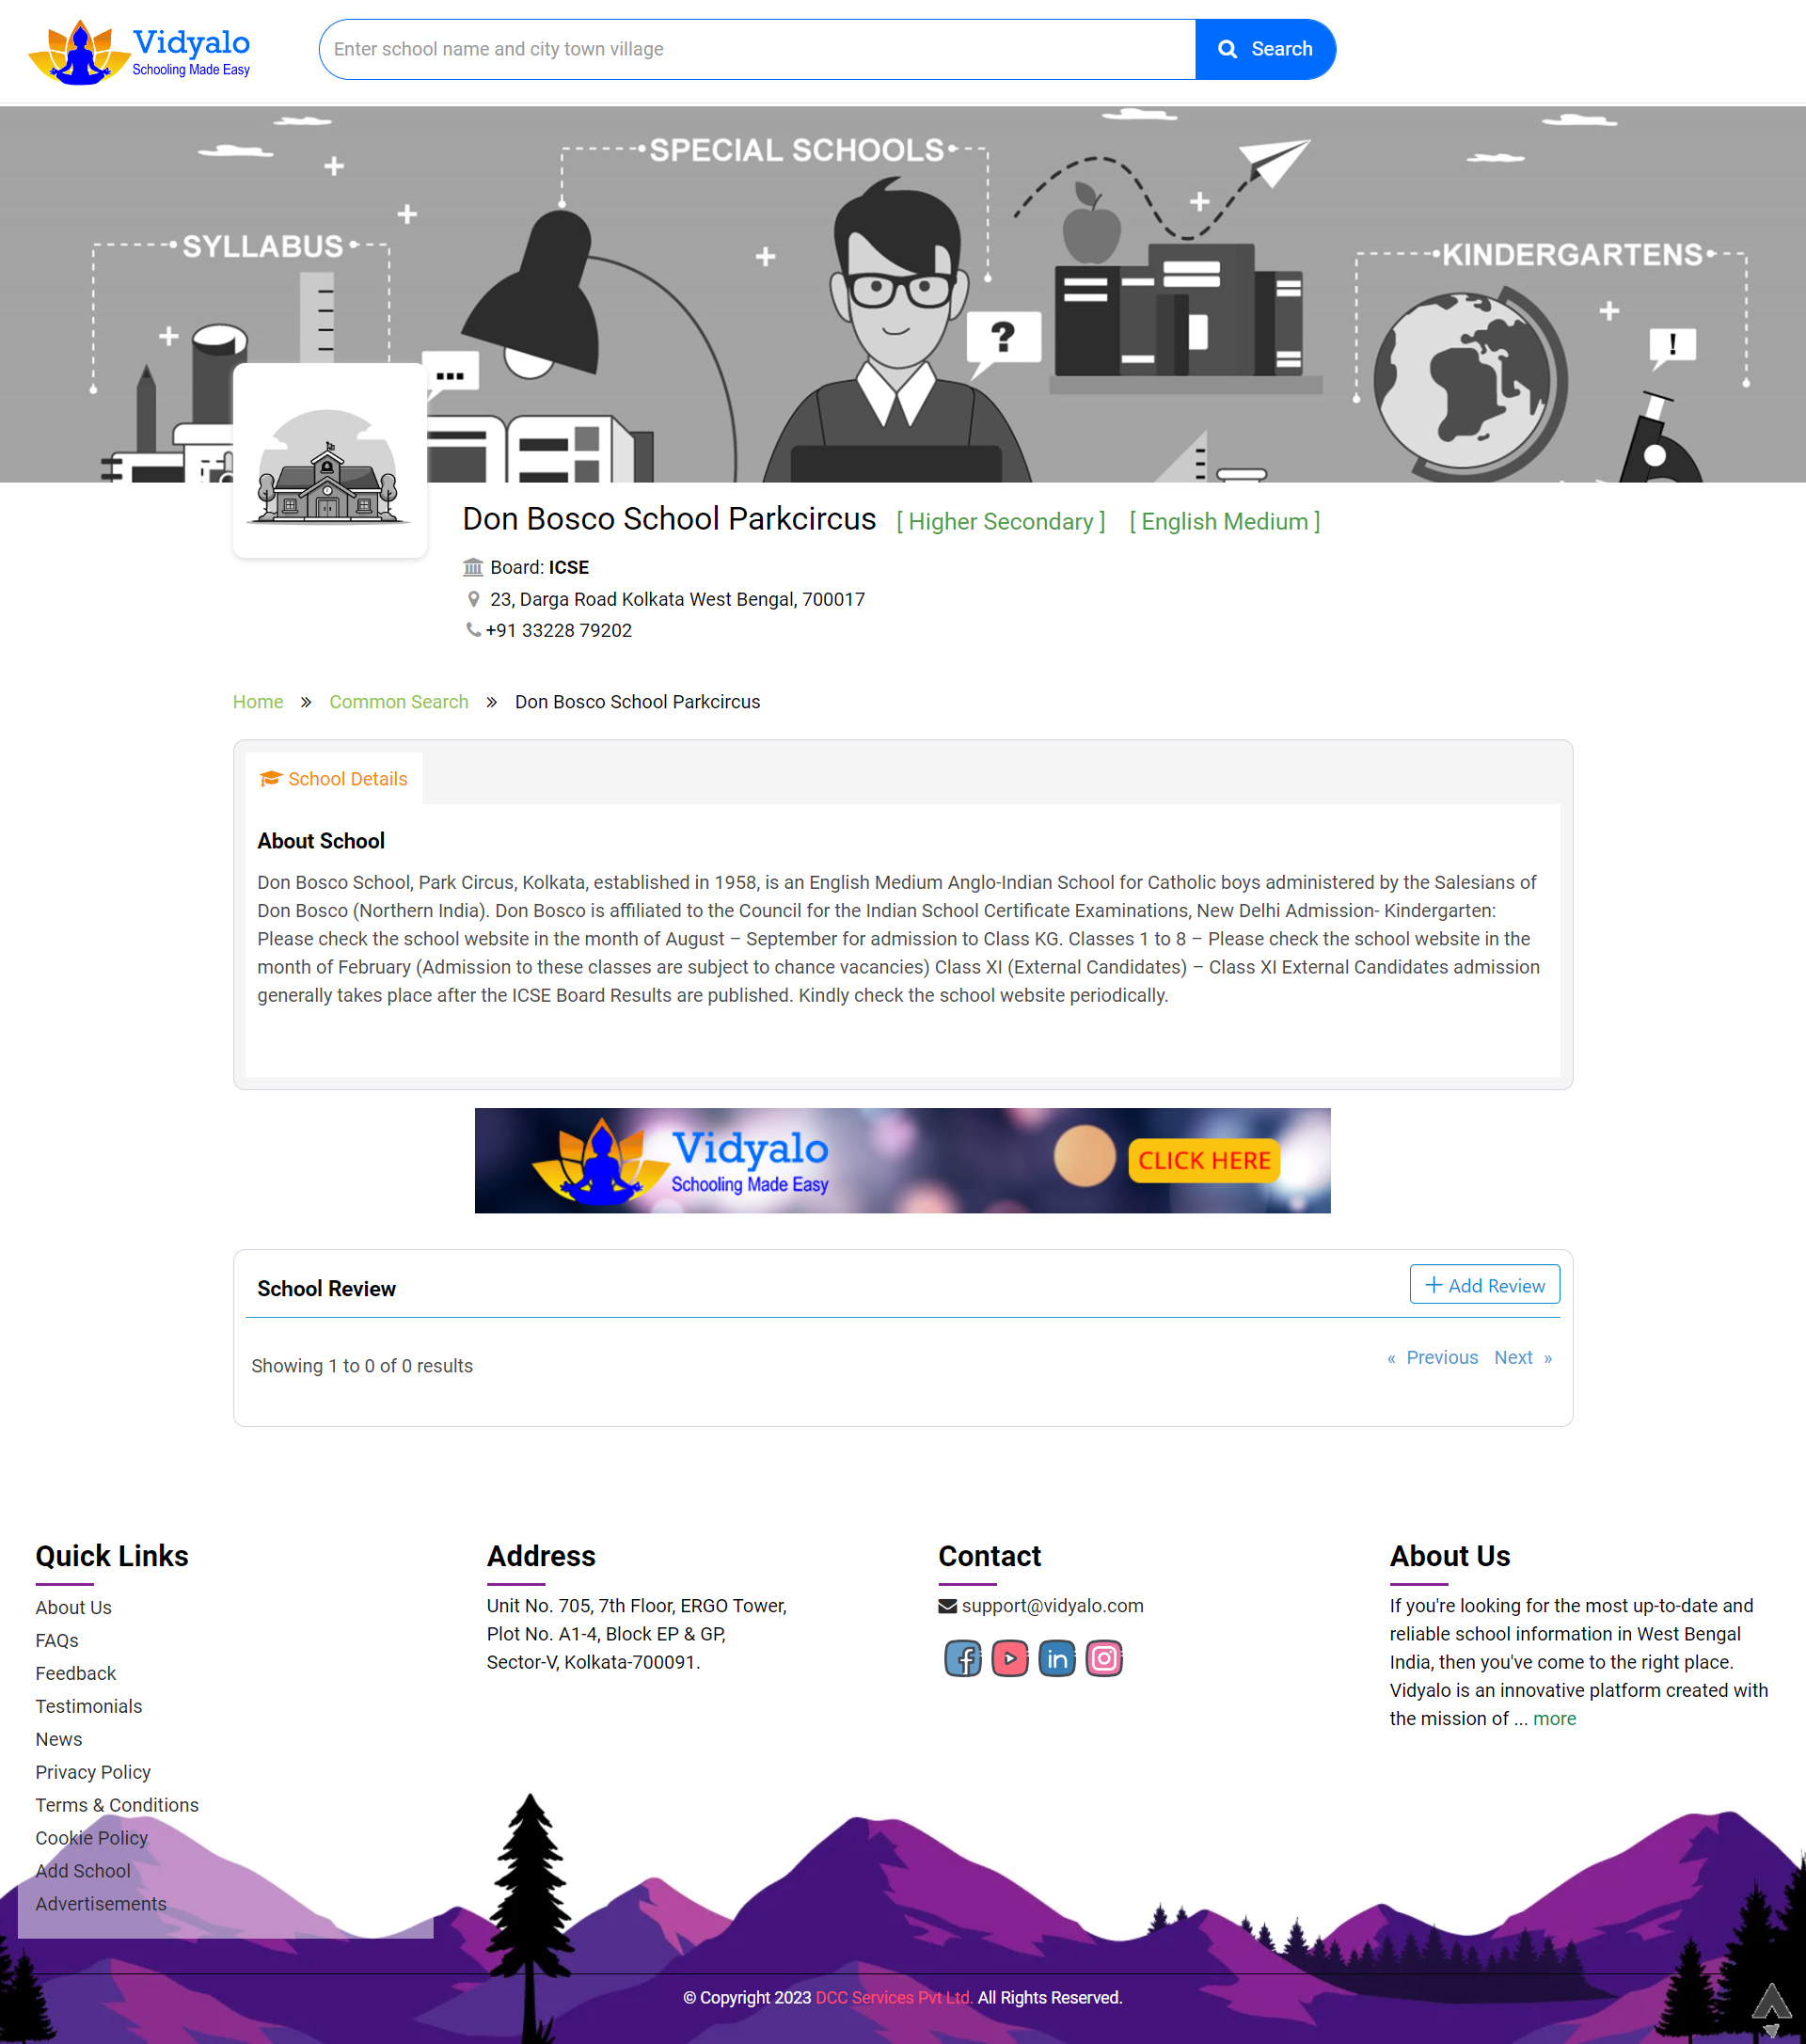 Vidyalo
Schooling Made Easy
Enter school name and city town village
Search
SPECIAL SCHOOLS
SYLLABUS
KINDERGARTENS
?
!
...
Don Bosco School Parkcircus [ Higher Secondary ] [ English Medium ]
Board: ICSE
23, Darga Road Kolkata West Bengal, 700017
+91 33228 79202
Home » Common Search » Don Bosco School Parkcircus
School Details
About School
Don Bosco School, Park Circus, Kolkata, established in 1958, is an English Medium Anglo-Indian School for Catholic boys administered by the Salesians of
Don Bosco (Northern India). Don Bosco is affiliated to the Council for the Indian School Certificate Examinations, New Delhi Admission- Kindergarten:
Please check the school website in the month of August – September for admission to Class KG. Classes 1 to 8 – Please check the school website in the
month of February (Admission to these classes are subject to chance vacancies) Class XI (External Candidates) – Class XI External Candidates admission
generally takes place after the ICSE Board Results are published. Kindly check the school website periodically.
Vidyalo
Schooling Made Easy
CLICK HERE
School Review
+ Add Review
Showing 1 to 0 of 0 results
« Previous Next »
Quick Links
About Us
FAQs
Feedback
Testimonials
News
Privacy Policy
Terms & Conditions
Cookie Policy
Add School
Advertisements
Address
Unit No. 705, 7th Floor, ERGO Tower,
Plot No. A1-4, Block EP & GP,
Sector-V, Kolkata-700091.
Contact
support@vidyalo.com
About Us
If you're looking for the most up-to-date and
reliable school information in West Bengal
India, then you've come to the right place.
Vidyalo is an innovative platform created with
the mission of ... more
© Copyright 2023 DCC Services Pvt Ltd. All Rights Reserved.